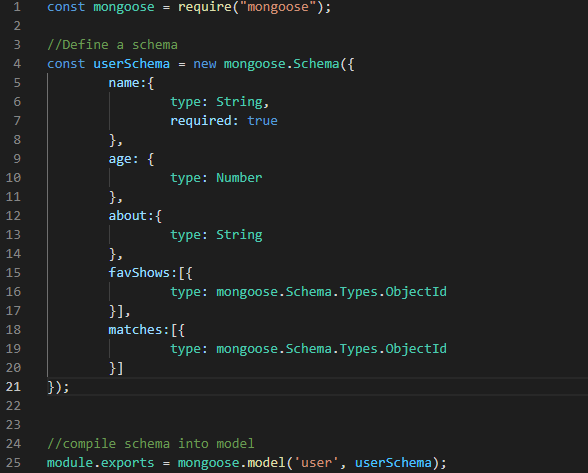 1 const mongoose = require("mongoose");
2
3 //Define a schema
4 const userSchema = new mongoose.Schema({
5 name:{
6 type: String,
7 required: true
8 },
9 age: {
10 type: Number
11 },
12 about:{
13 type: String
14 },
15 favShows:[{
16 type: mongoose.Schema.Types.ObjectId
17 }],
18 matches:[{
19 type: mongoose.Schema.Types.ObjectId
20 }]
21 });
22
23
24 //compile schema into model
25 module.exports = mongoose.model('user', userSchema);